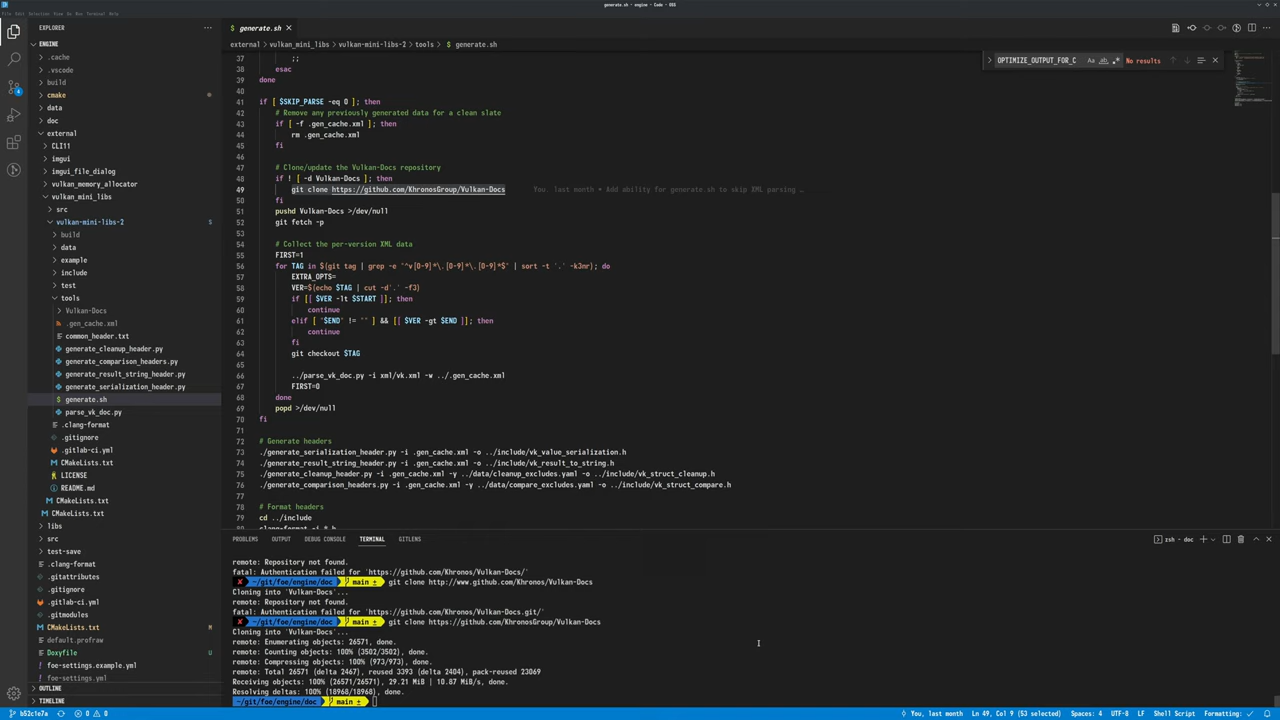 generate.sh - engine - Code - OSS
File Edit Selection View Go Run Terminal Help
EXPLORER
ENGINE
.cache
.vscode
build
cmake
data
doc
external
CLI11
imgui
imgui_file_dialog
vulkan_memory_allocator
vulkan_mini_libs
src
vulkan-mini-libs-2
S
build
data
example
include
test
tools
Vulkan-Docs
.gen_cache.xml
common_header.txt
generate_cleanup_header.py
generate_comparison_headers.py
generate_result_string_header.py
generate_serialization_header.py
generate.sh
parse_vk_doc.py
.clang-format
.gitignore
.gitlab-ci.yml
CMakeLists.txt
LICENSE
README.md
CMakeLists.txt
CMakeLists.txt
libs
src
test-save
.clang-format
.gitattributes
.gitignore
.gitlab-ci.yml
.gitmodules
CMakeLists.txt M
default.profraw
Doxyfile
foe-settings.example.yml
foe-settings.yml
OUTLINE
TIMELINE
generate.sh
external > vulkan_mini_libs > vulkan-mini-libs-2 > tools > $ generate.sh
OPTIMIZE_OUTPUT_FOR_C
Aa
ab
No results
37 ;;
38 esac
39 done
40
41 if [ $SKIP_PARSE -eq 0 ]; then
42 # Remove any previously generated data for a clean slate
43 if [ -f .gen_cache.xml ]; then
44 rm .gen_cache.xml
45 fi
46
47 # Clone/update the Vulkan-Docs repository
48 if ! [ -d Vulkan-Docs ]; then
49 git clone https://github.com/KhronosGroup/Vulkan-Docs You, last month • Add ability for generate.sh to skip XML parsing …
50 fi
51 pushd Vulkan-Docs >/dev/null
52 git fetch -p
53
54 # Collect the per-version XML data
55 FIRST=1
56 for TAG in $(git tag | grep -e '^v[0-9]*\.[0-9]*\.[0-9]*$' | sort -t '.' -k3nr); do
57 EXTRA_OPTS=
58 VER=$(echo $TAG | cut -d'.' -f3)
59 if [[ $VER -lt $START ]]; then
60 continue
61 elif [ "$END" != "" ] && [[ $VER -gt $END ]]; then
62 continue
63 fi
64 git checkout $TAG
65
66 ../parse_vk_doc.py -i xml/vk.xml -w ../.gen_cache.xml
67 FIRST=0
68 done
69 popd >/dev/null
70 fi
71
72 # Generate headers
73 ./generate_serialization_header.py -i .gen_cache.xml -o ../include/vk_value_serialization.h
74 ./generate_result_string_header.py -i .gen_cache.xml -o ../include/vk_result_to_string.h
75 ./generate_cleanup_header.py -i .gen_cache.xml -y ../data/cleanup_excludes.yaml -o ../include/vk_struct_cleanup.h
76 ./generate_comparison_headers.py -i .gen_cache.xml -y ../data/compare_excludes.yaml -o ../include/vk_struct_compare.h
77
78 # Format headers
79 cd ../include
80 clang-format -i *.h
PROBLEMS OUTPUT DEBUG CONSOLE TERMINAL GITLENS
zsh - doc
remote: Repository not found.
fatal: Authentication failed for 'https://github.com/Khronos/Vulkan-Docs/'
✘ ~/git/foe/engine/doc main ± git clone http://www.github.com/Khronos/Vulkan-Docs
Cloning into 'Vulkan-Docs'...
remote: Repository not found.
fatal: Authentication failed for 'https://github.com/Khronos/Vulkan-Docs.git/'
✘ ~/git/foe/engine/doc main ± git clone https://github.com/KhronosGroup/Vulkan-Docs
Cloning into 'Vulkan-Docs'...
remote: Enumerating objects: 26571, done.
remote: Counting objects: 100% (3502/3502), done.
remote: Compressing objects: 100% (973/973), done.
remote: Total 26571 (delta 2467), reused 3393 (delta 2404), pack-reused 23069
Receiving objects: 100% (26571/26571), 29.21 MiB | 10.87 MiB/s, done.
Resolving deltas: 100% (18968/18968), done.
~/git/foe/engine/doc main ±
b52c1e7a 0 0 You, last month Ln 49, Col 9 (53 selected) Spaces: 4 UTF-8 LF Shell Script Formatting: ✓